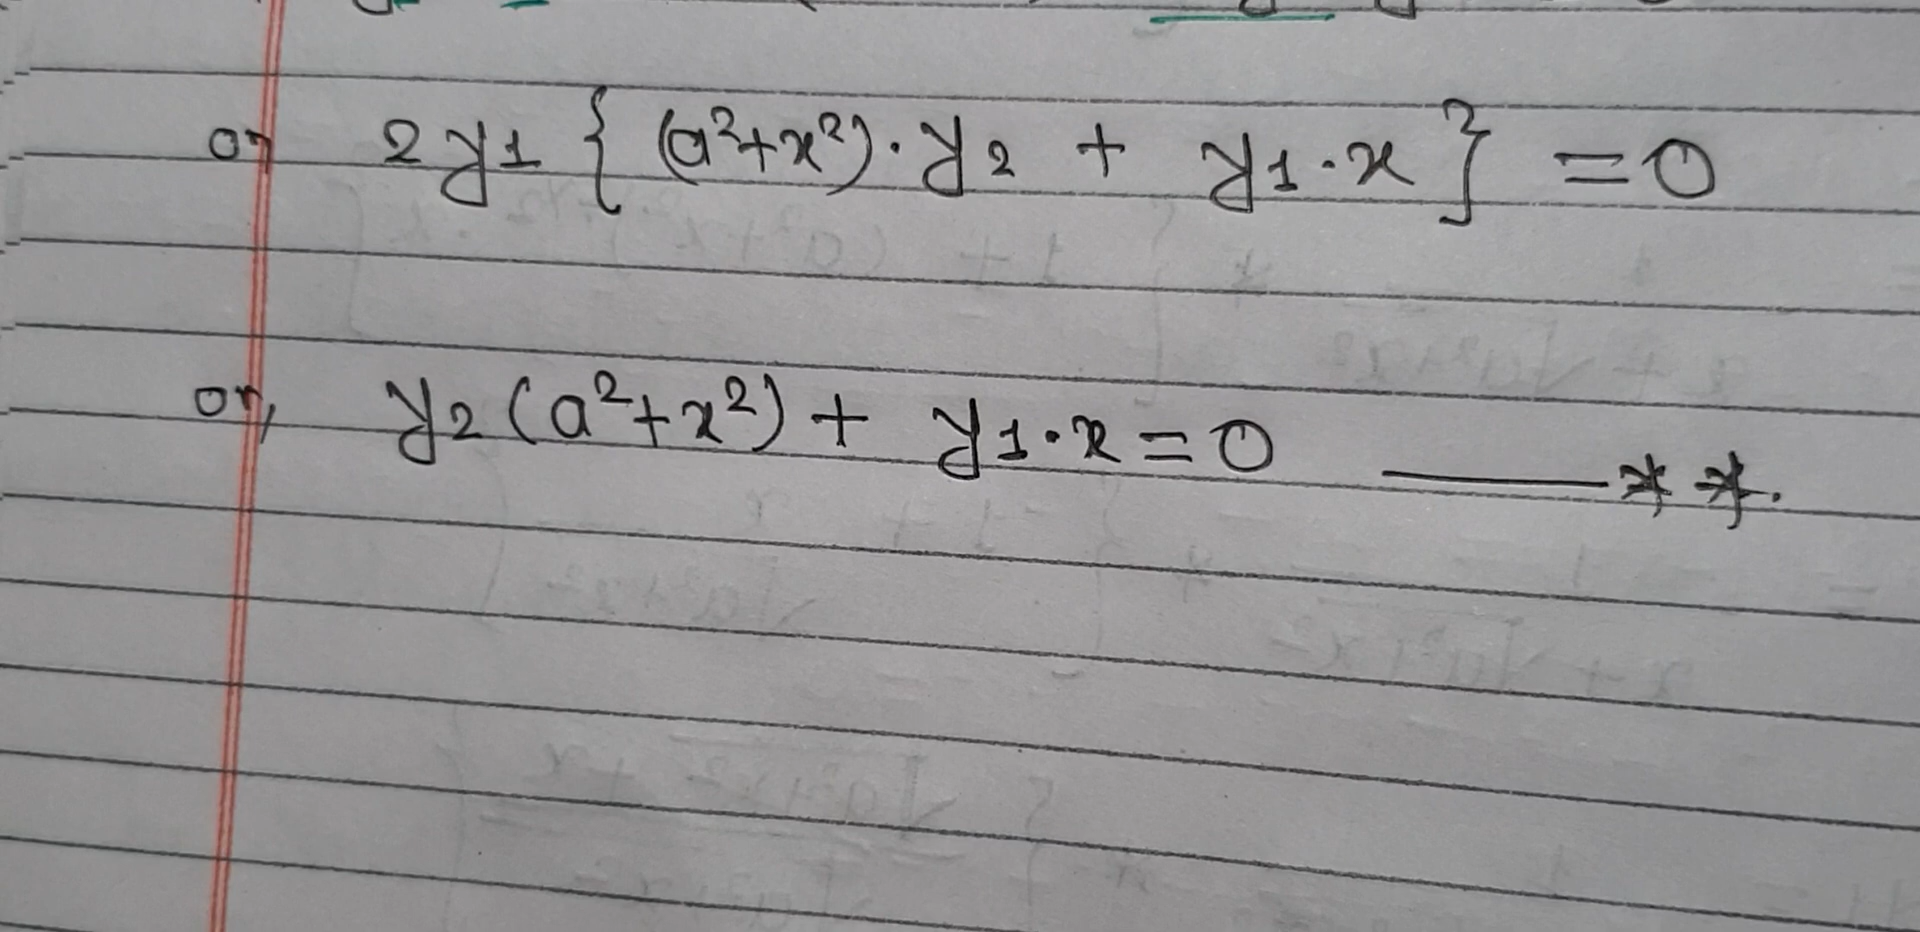 or 2y₁ { (a²+x²)·y₂ + y₁·x } = 0
or, y₂(a²+x²) + y₁·x = 0 —— **.